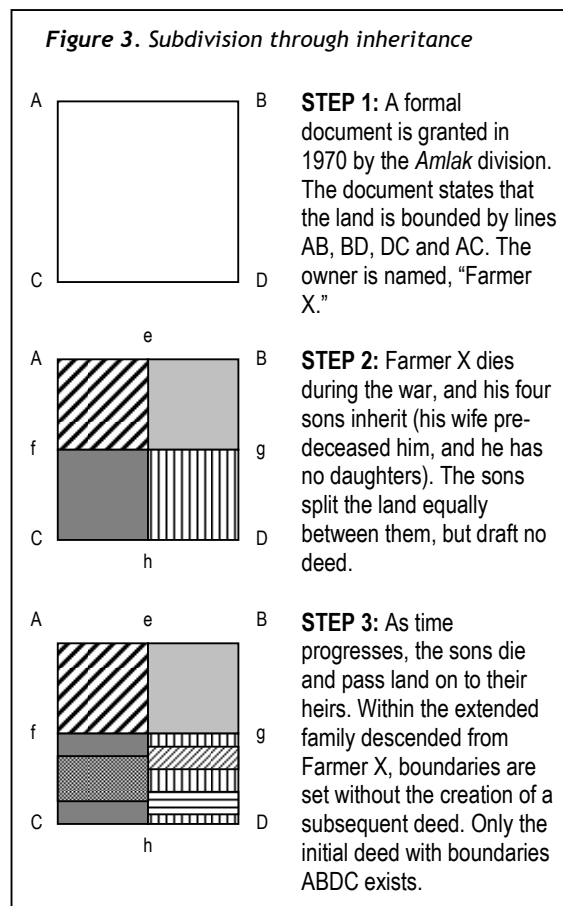 Figure 3. Subdivision through inheritance
A
B
C
D
STEP 1: A formal
document is granted in
1970 by the Amlak division.
The document states that
the land is bounded by lines
AB, BD, DC and AC. The
owner is named, “Farmer
X.”
e
A
B
f
g
C
D
h
STEP 2: Farmer X dies
during the war, and his four
sons inherit (his wife pre-
deceased him, and he has
no daughters). The sons
split the land equally
between them, but draft no
deed.
A
e
B
f
g
C
D
h
STEP 3: As time
progresses, the sons die
and pass land on to their
heirs. Within the extended
family descended from
Farmer X, boundaries are
set without the creation of a
subsequent deed. Only the
initial deed with boundaries
ABDC exists.